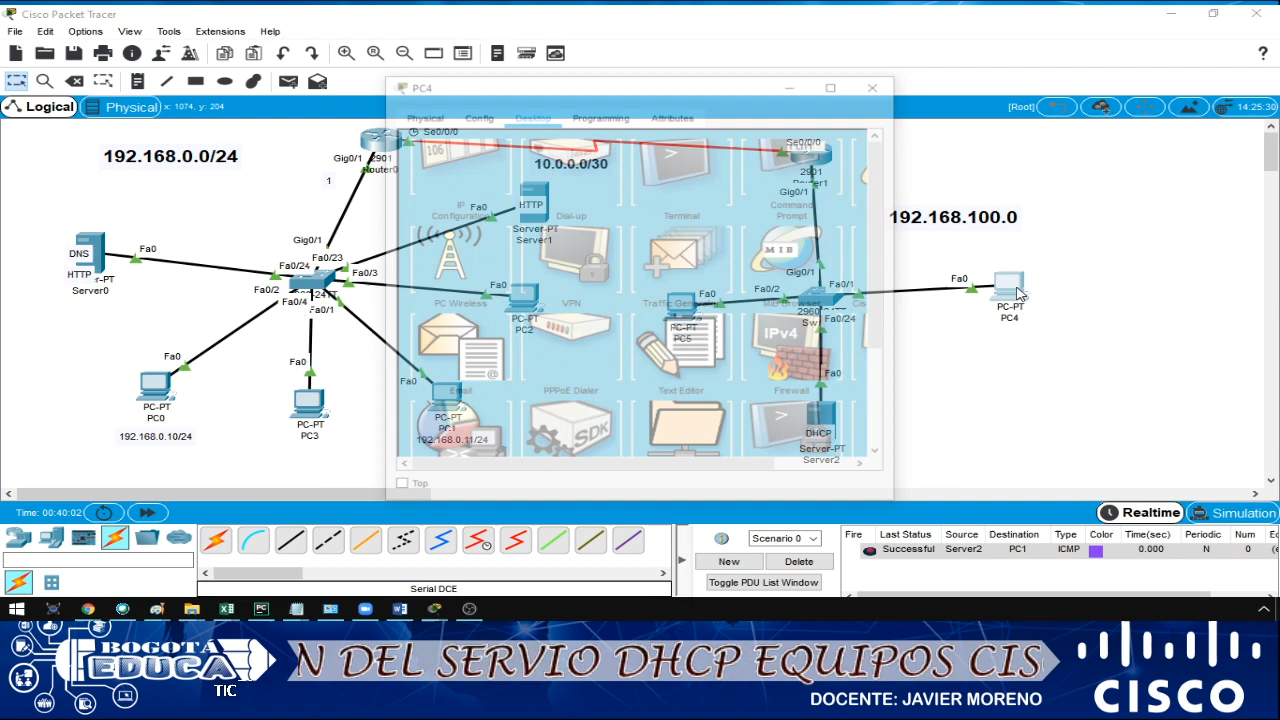 Cisco Packet Tracer
File Edit Options View Tools Extensions Help
Logical Physical x: 1074, y: 204 [Root] 14:25:30
PC4
Physical Config Desktop Programming Attributes
192.168.0.0/24
Se0/0/0
2901
Router0
Gig0/1
1
10.0.0.0/30
Se0/0/0
2901
Router1
Gig0/1
192.168.100.0
IP
Configuration
Dial-up
Terminal
Command
Prompt
Fa0
HTTP
Server-PT
Server1
DNS
HTTP
-PT
Server0
Fa0
Gig0/1
Fa0/23
Fa0/24
Fa0/3
Fa0/2
Fa0/4
Fa0/1
Fa0
PC-PT
PC2
PC Wireless
VPN
Traffic Generator
MIB
MIB Browser
Fa0
PC-PT
PC5
Fa0/2
Gig0/1
Fa0/1
2960
Fa0/24
Fa0
PC-PT
PC4
IPv4
Email
PPPoE Dialer
Text Editor
Firewall
Fa0
PC-PT
PC0
192.168.0.10/24
Fa0
PC-PT
PC3
Fa0
PC-PT
PC1
192.168.0.11/24
SDK
Fa0
DHCP
Server-PT
Server2
Top
Time: 00:40:02
Realtime
Simulation
Scenario 0
New Delete
Toggle PDU List Window
Fire Last Status Source Destination Type Color Time(sec) Periodic Num
Successful Server2 PC1 ICMP 0.000 N 0
Serial DCE
BOGOTA
EDUCA
TIC
N DEL SERVIO DHCP EQUIPOS CIS
DOCENTE: JAVIER MORENO
CISCO